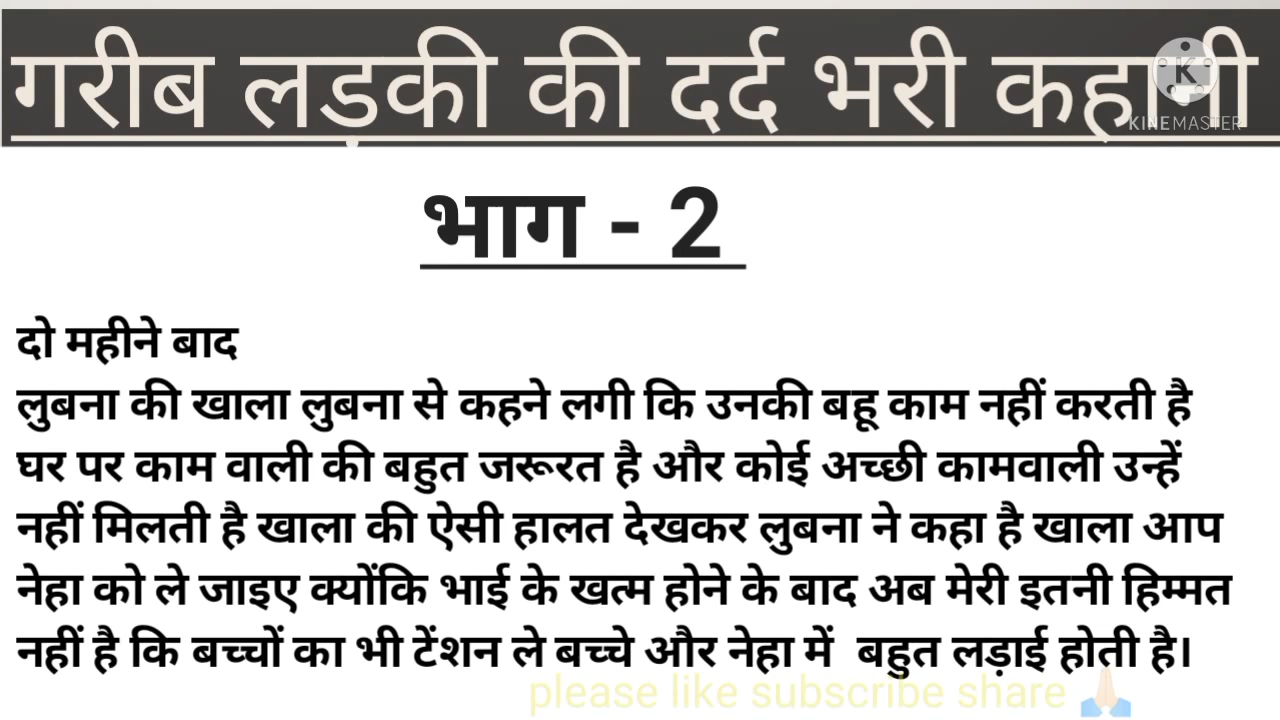 गरीब लड़की की दर्द भरी कहानी
KINEMASTER
भाग - 2
दो महीने बाद
लुबना की खाला लुबना से कहने लगी कि उनकी बहू काम नहीं करती है
घर पर काम वाली की बहुत जरूरत है और कोई अच्छी कामवाली उन्हें
नहीं मिलती है खाला की ऐसी हालत देखकर लुबना ने कहा है खाला आप
नेहा को ले जाइए क्योंकि भाई के खत्म होने के बाद अब मेरी इतनी हिम्मत
नहीं है कि बच्चों का भी टेंशन ले बच्चे और नेहा में  बहुत लड़ाई होती है।
please like subscribe share 🙏🏻